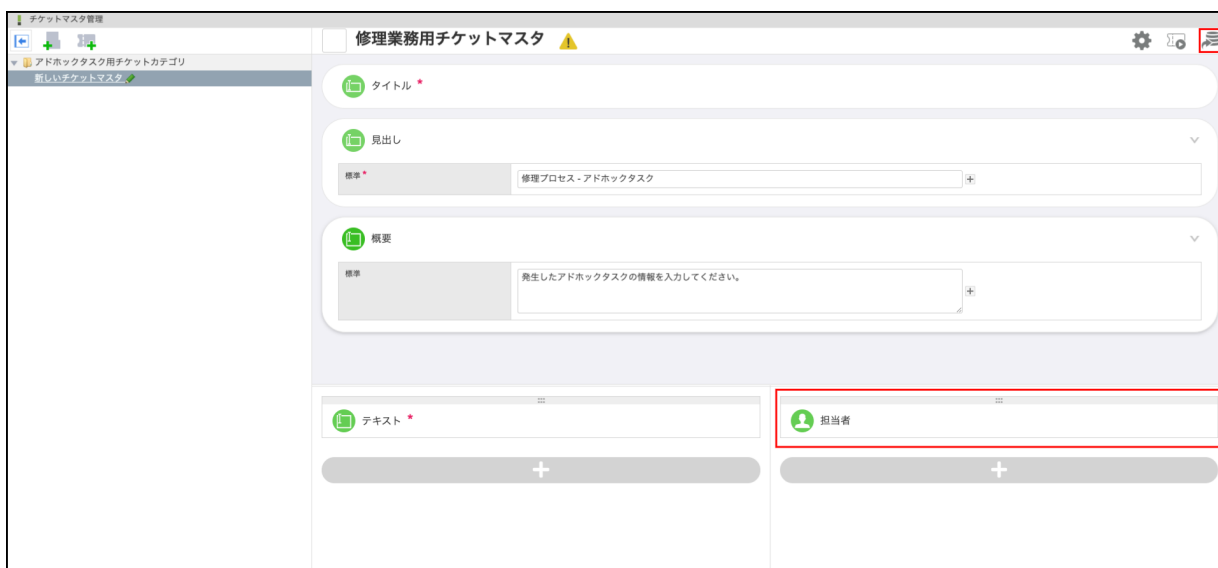 チケットマスタ管理
修理業務用チケットマスタ
アドホックタスク用チケットカテゴリ
新しいチケットマスタ
タイトル *
見出し
標準 *
修理プロセス - アドホックタスク
概要
標準
発生したアドホックタスクの情報を入力してください。
テキスト *
担当者